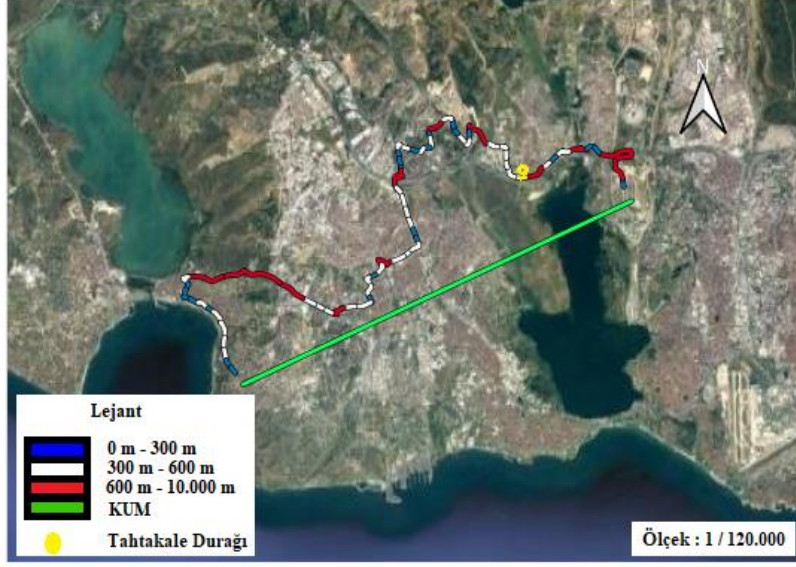 N
Lejant
0 m - 300 m
300 m - 600 m
600 m - 10.000 m
KUM
Tahtakale Durağı
Ölçek : 1 / 120.000